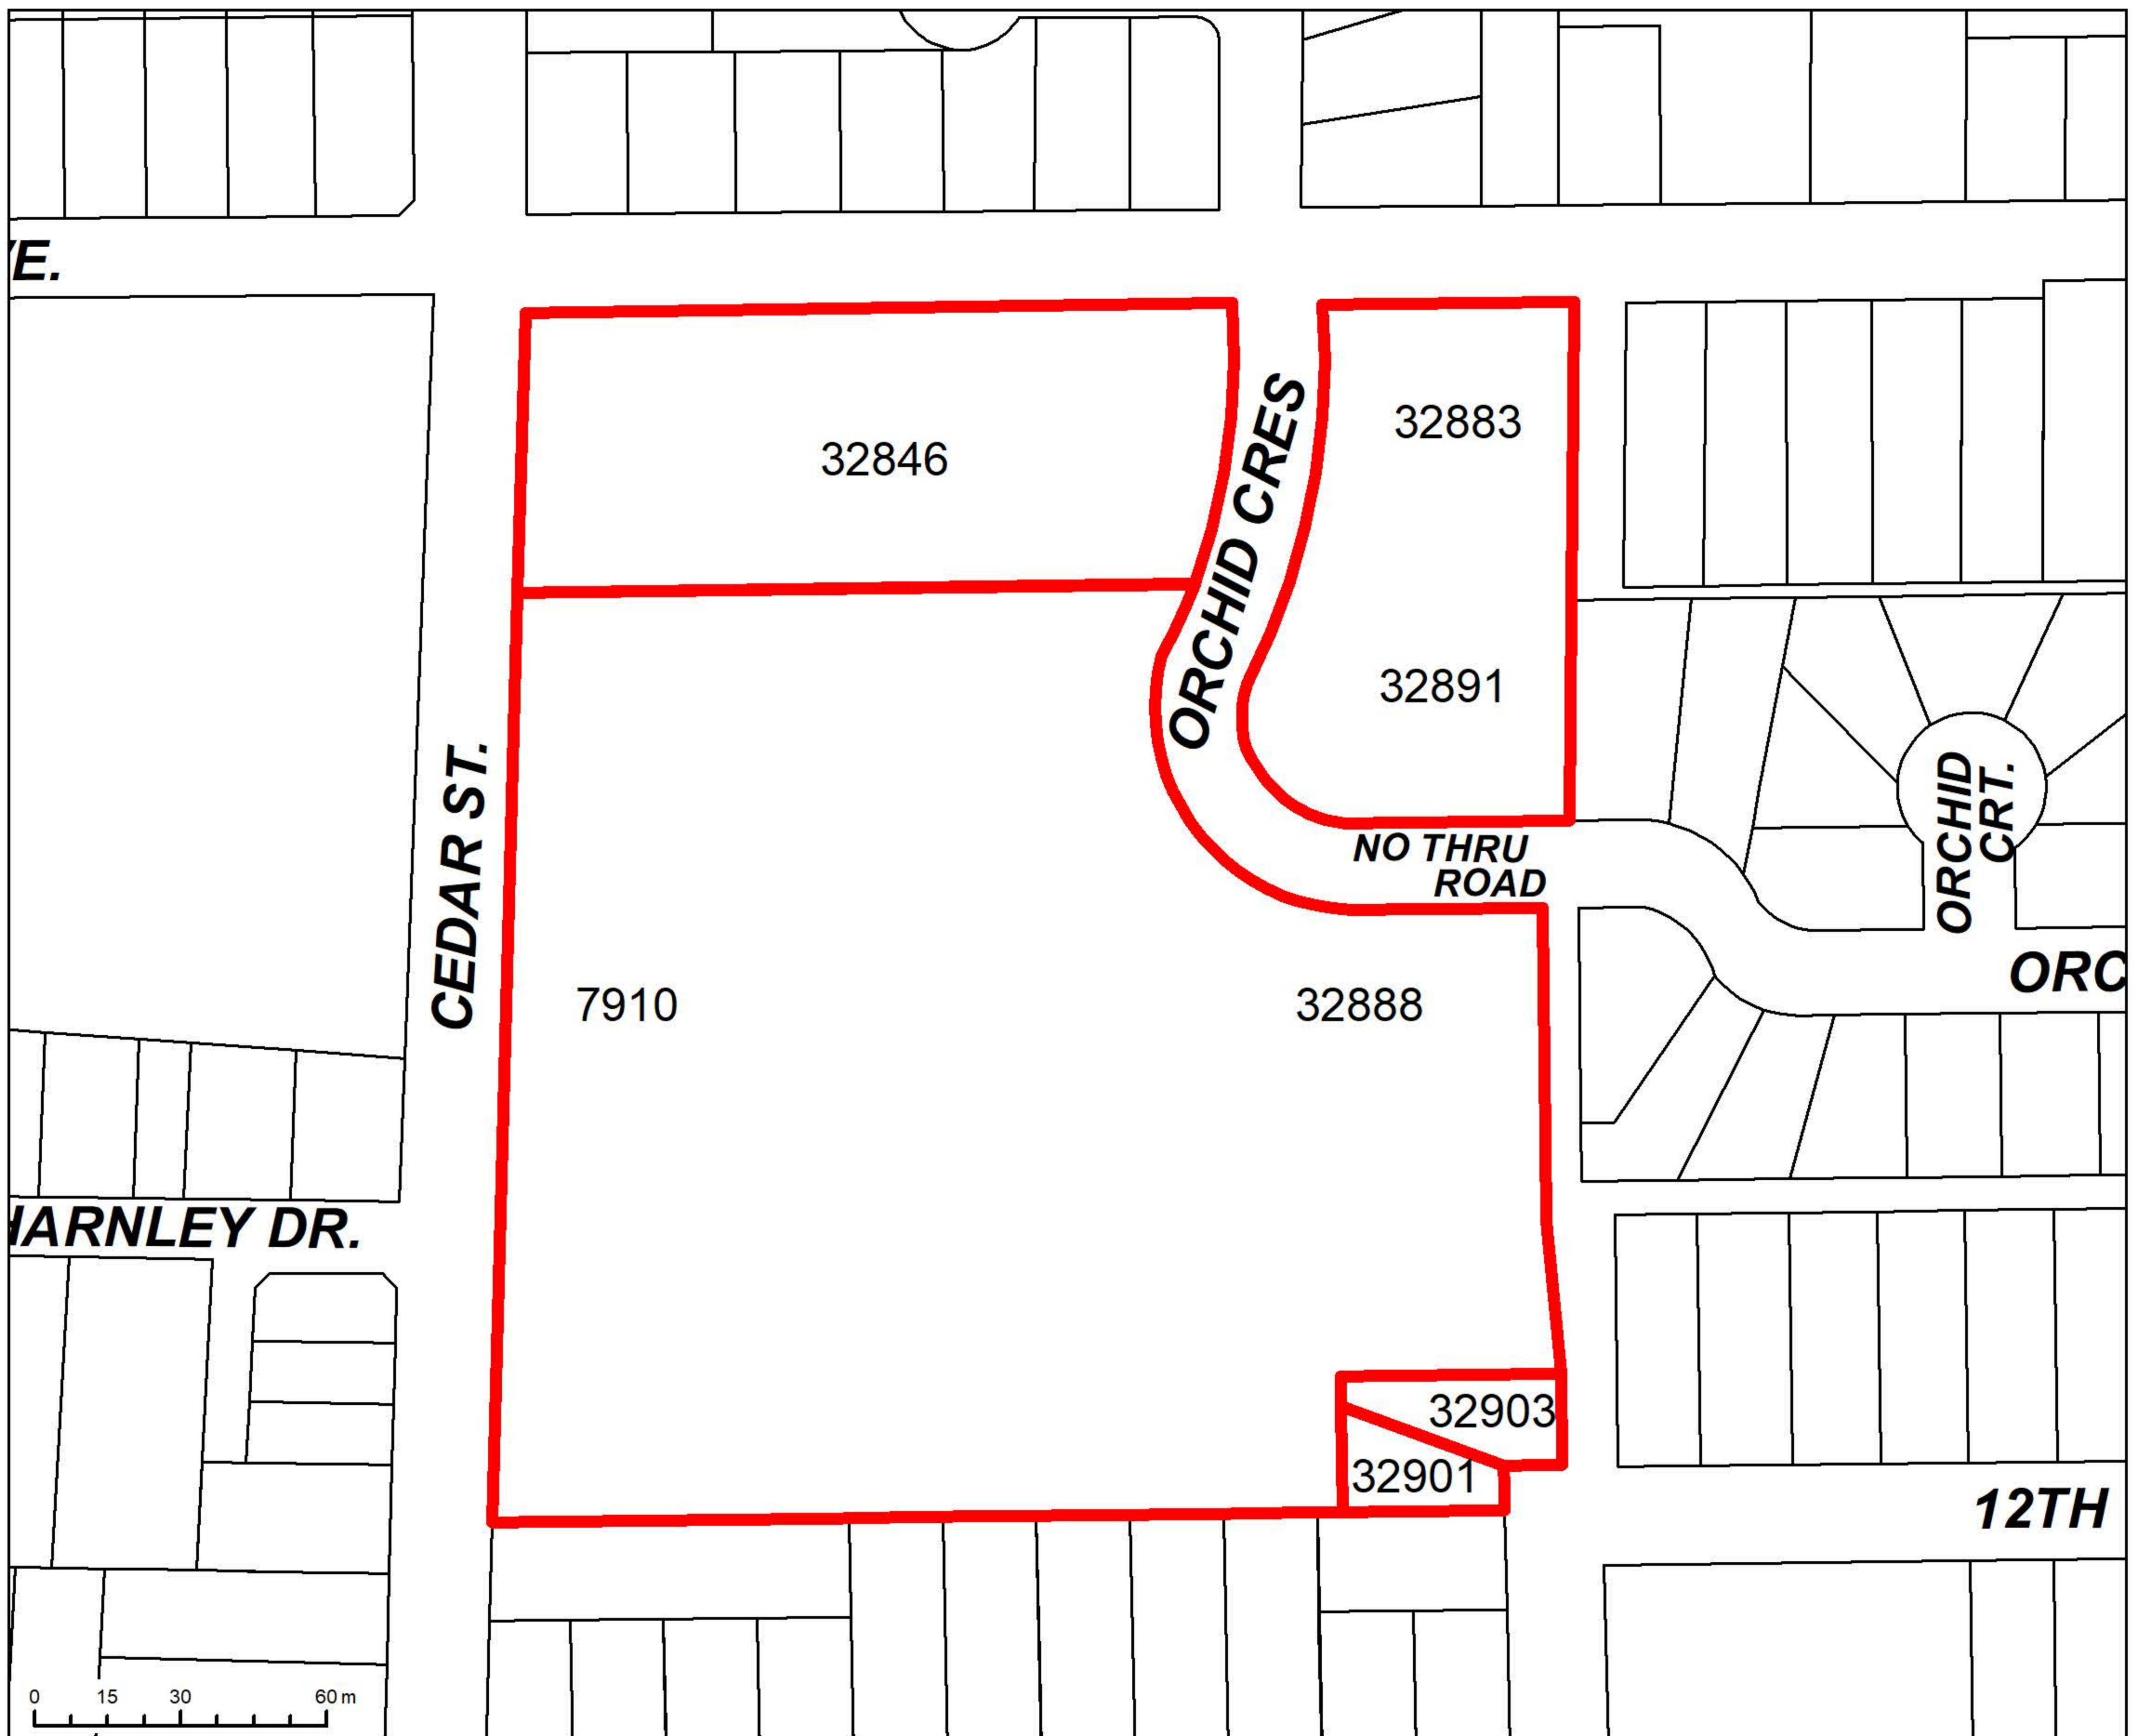 E.
32846
ORCHID CRES
32883
32891
CEDAR ST.
NO THRU
ROAD
ORCHID
CRT.
ORC
7910
32888
HARNLEY DR.
32903
32901
12TH
0 15 30 60 m